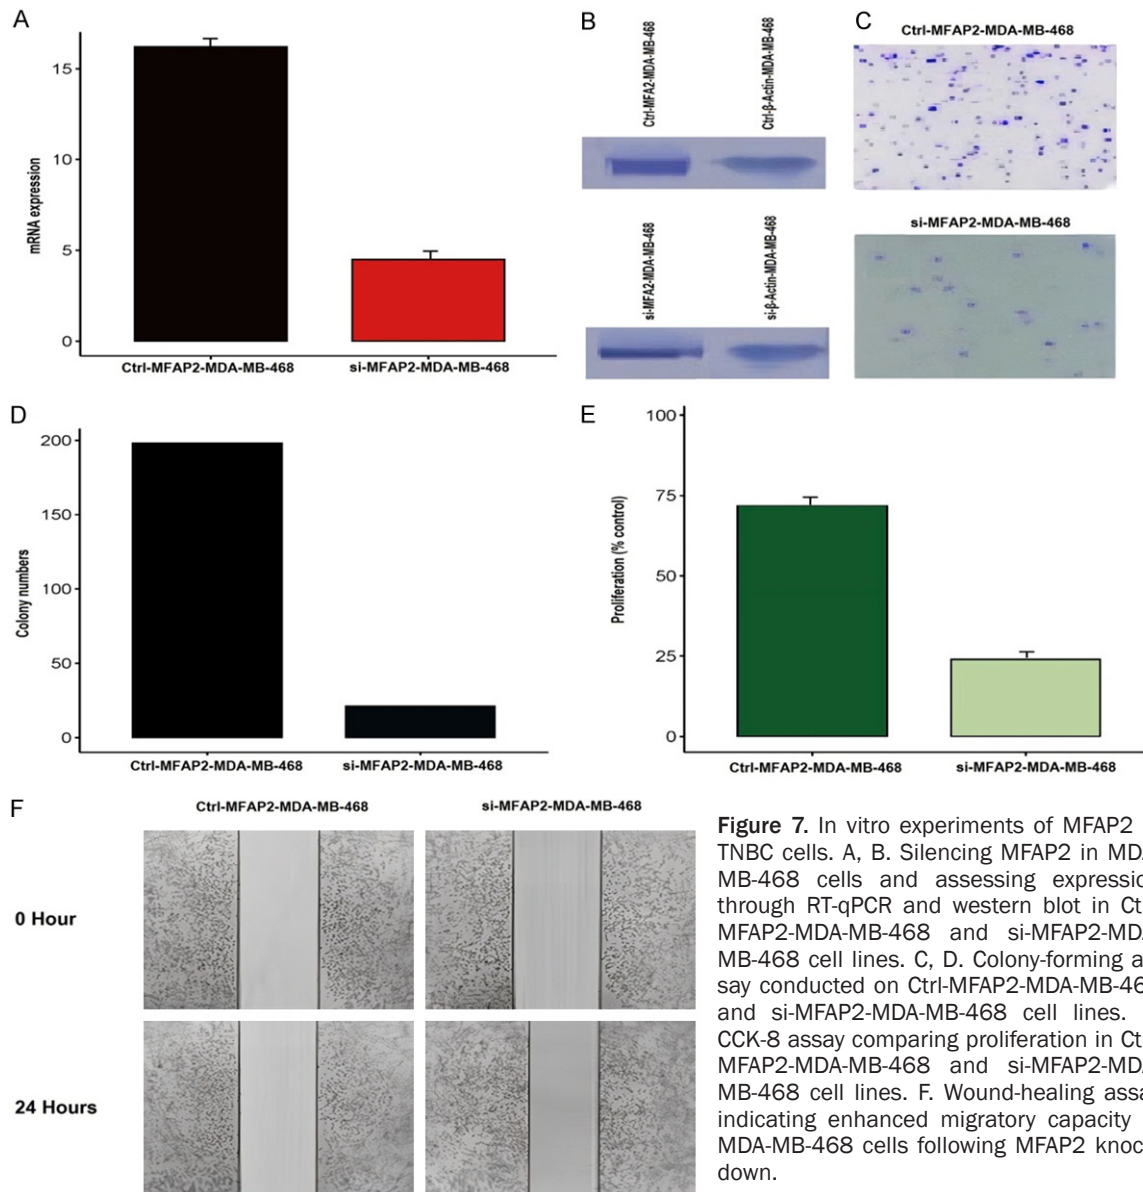 A
mRNA expression
15
10
5
0
Ctrl-MFAP2-MDA-MB-468
si-MFAP2-MDA-MB-468
B
Ctrl-MFA2-MDA-MB-468
Ctrl-β-Actin-MDA-MB-468
si-MFA2-MDA-MB-468
si-β-Actin-MDA-MB-468
C
Ctrl-MFAP2-MDA-MB-468
si-MFAP2-MDA-MB-468
D
Colony numbers
200
150
100
50
0
Ctrl-MFAP2-MDA-MB-468
si-MFAP2-MDA-MB-468
E
Proliferation (% control)
100
75
50
25
0
Ctrl-MFAP2-MDA-MB-468
si-MFAP2-MDA-MB-468
F
Ctrl-MFAP2-MDA-MB-468
si-MFAP2-MDA-MB-468
0 Hour
24 Hours
Figure 7. In vitro experiments of MFAP2
TNBC cells. A, B. Silencing MFAP2 in MDA
MB-468 cells and assessing expressio
through RT-qPCR and western blot in Ct
MFAP2-MDA-MB-468 and si-MFAP2-MDA
MB-468 cell lines. C, D. Colony-forming a
say conducted on Ctrl-MFAP2-MDA-MB-46
and si-MFAP2-MDA-MB-468 cell lines.
CCK-8 assay comparing proliferation in Ct
MFAP2-MDA-MB-468 and si-MFAP2-MDA
MB-468 cell lines. F. Wound-healing assa
indicating enhanced migratory capacity
MDA-MB-468 cells following MFAP2 knoc
down.